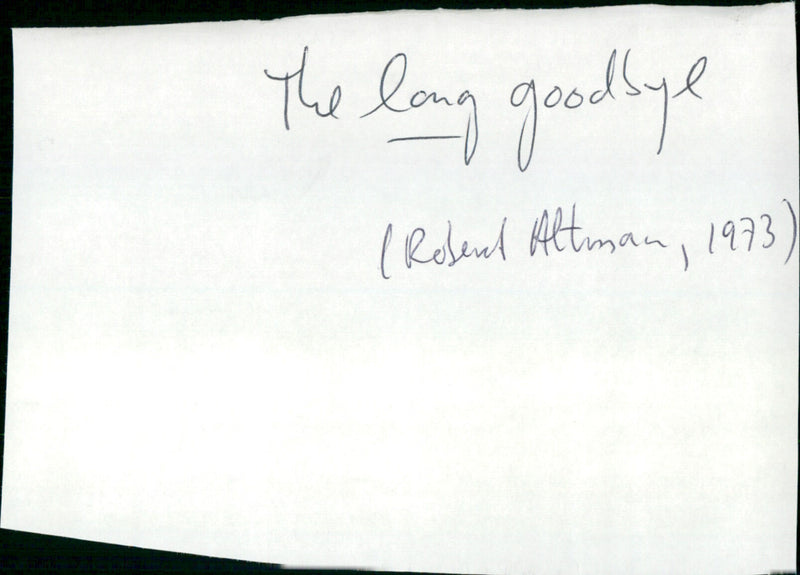 The long goodbye
(Robert Altman, 1973)